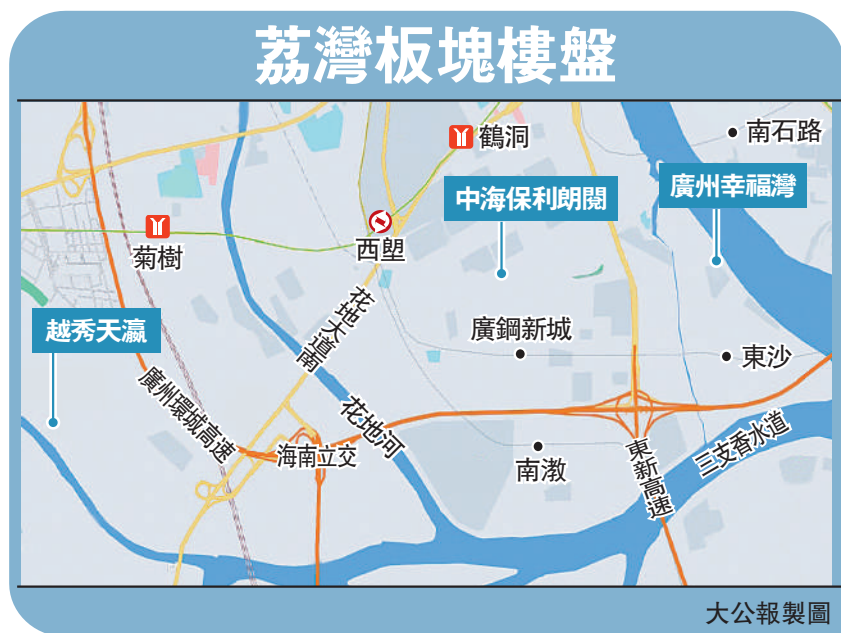 荔灣板塊樓盤
南石路
鶴洞
中海保利朗閱
廣州幸福灣
菊樹
西塱
越秀天瀛
花地大道南
廣鋼新城
東沙
廣州環城高速
花地河
海南立交
南漖
東新高速
三支香水道
大公報製圖